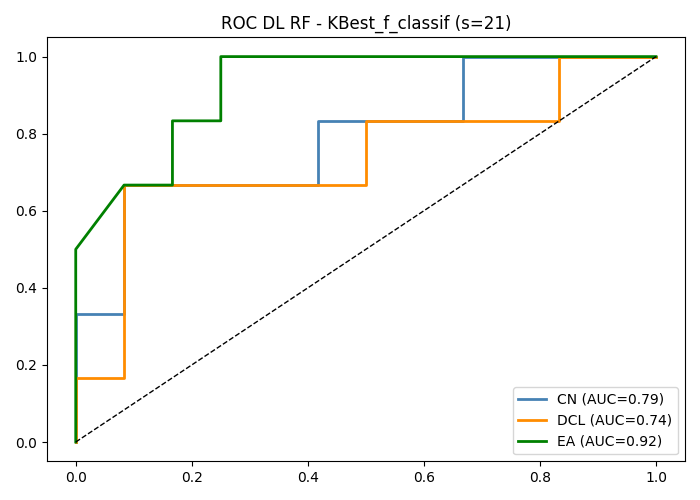 ROC DL RF - KBest_f_classif (s=21)
1.0
0.8
0.6
0.4
0.2
0.0
0.0 0.2 0.4 0.6 0.8 1.0
CN (AUC=0.79)
DCL (AUC=0.74)
EA (AUC=0.92)